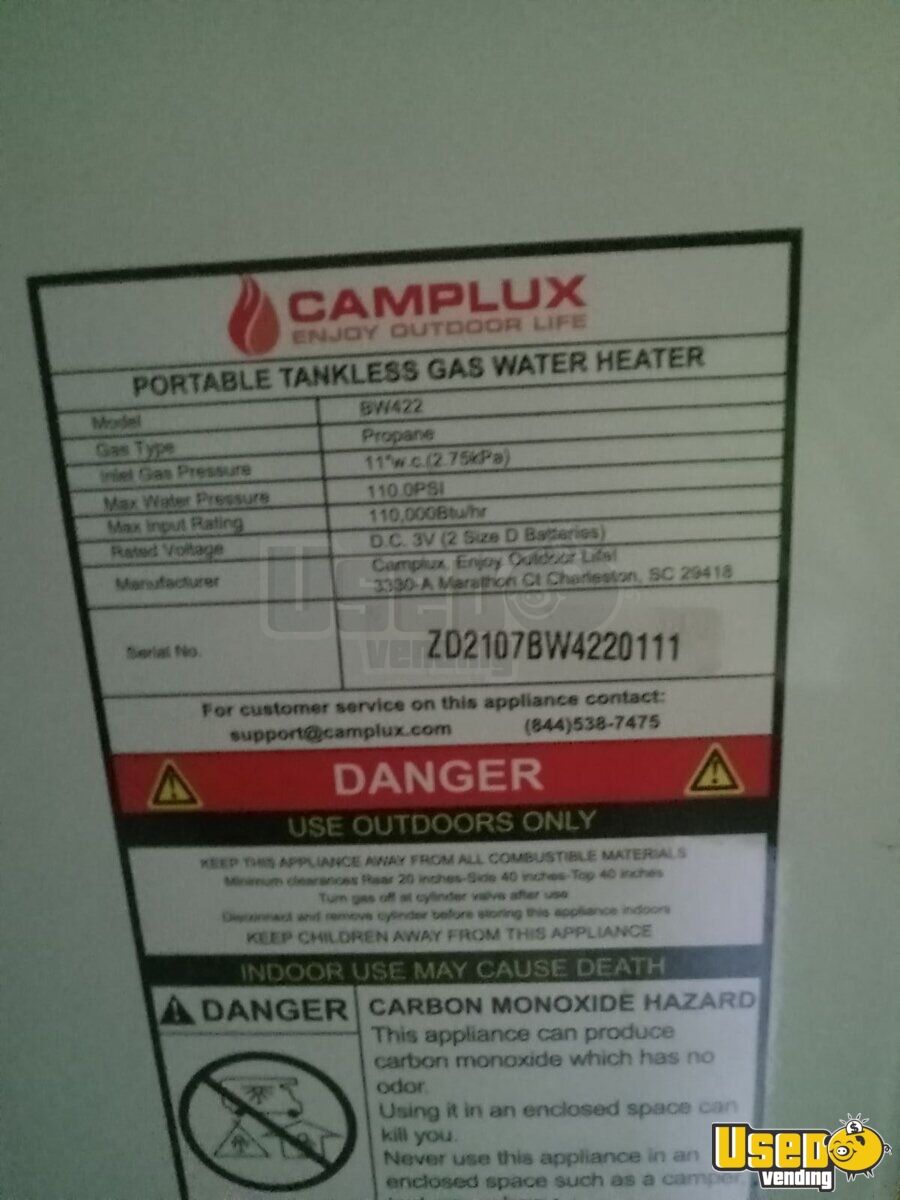 CAMPLUX
ENJOY OUTDOOR LIFE
PORTABLE TANKLESS GAS WATER HEATER
Model BW422
Gas Type Propane
Inlet Gas Pressure 11"w.c.(2.75kPa)
Max Water Pressure 110.0PSI
Max Input Rating 110,000Btu/hr
Rated Voltage D.C. 3V (2 Size D Batteries)
Manufacturer Camplux, Enjoy Outdoor Life!
3330-A Marathon Ct Charleston, SC 29418
Used vending
Serial No. ZD2107BW4220111
For customer service on this appliance contact:
support@camplux.com (844)538-7475
DANGER
USE OUTDOORS ONLY
KEEP THIS APPLIANCE AWAY FROM ALL COMBUSTIBLE MATERIALS
Minimum clearances Rear 20 inches-Side 40 inches-Top 40 inches
Turn gas off at cylinder valve after use
Disconnect and remove cylinder before storing this appliance indoors
KEEP CHILDREN AWAY FROM THIS APPLIANCE
INDOOR USE MAY CAUSE DEATH
DANGER
CARBON MONOXIDE HAZARD
This appliance can produce
carbon monoxide which has no
odor.
Using it in an enclosed space can
kill you.
Never use this appliance in an
enclosed space such as a camper,
Used
vending